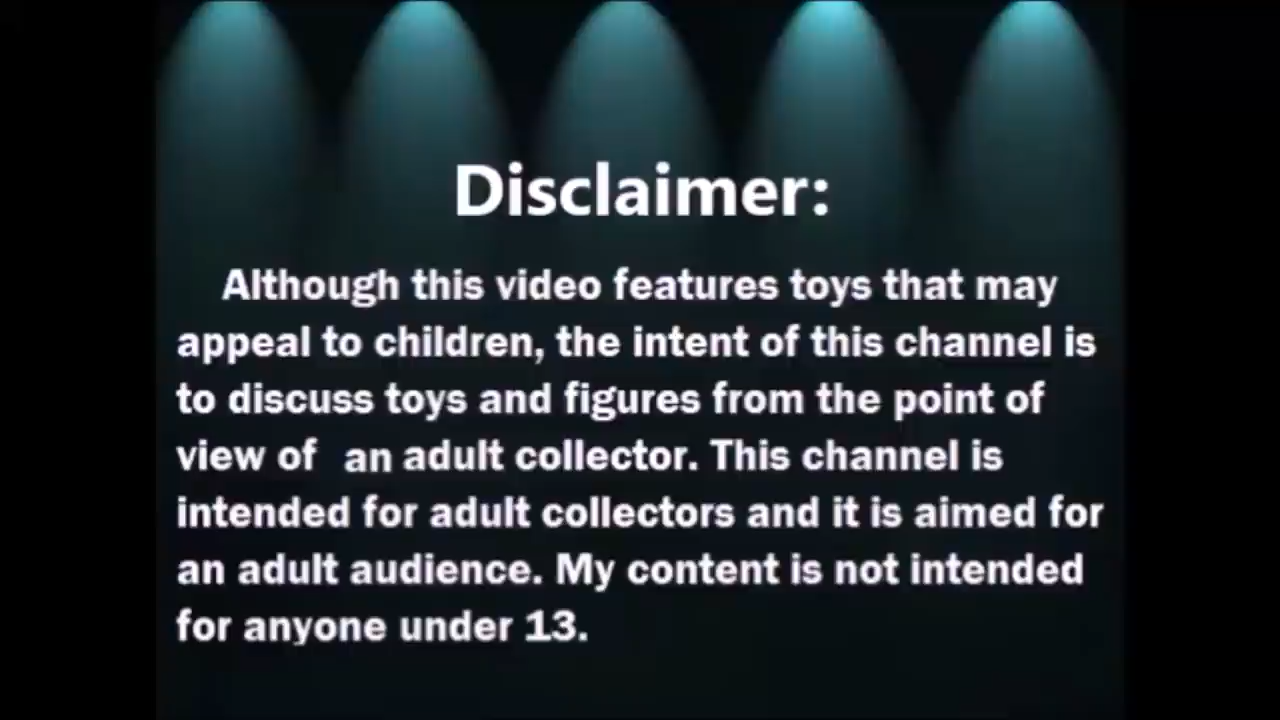 Disclaimer:
Although this video features toys that may
appeal to children, the intent of this channel is
to discuss toys and figures from the point of
view of an adult collector. This channel is
intended for adult collectors and it is aimed for
an adult audience. My content is not intended
for anyone under 13.